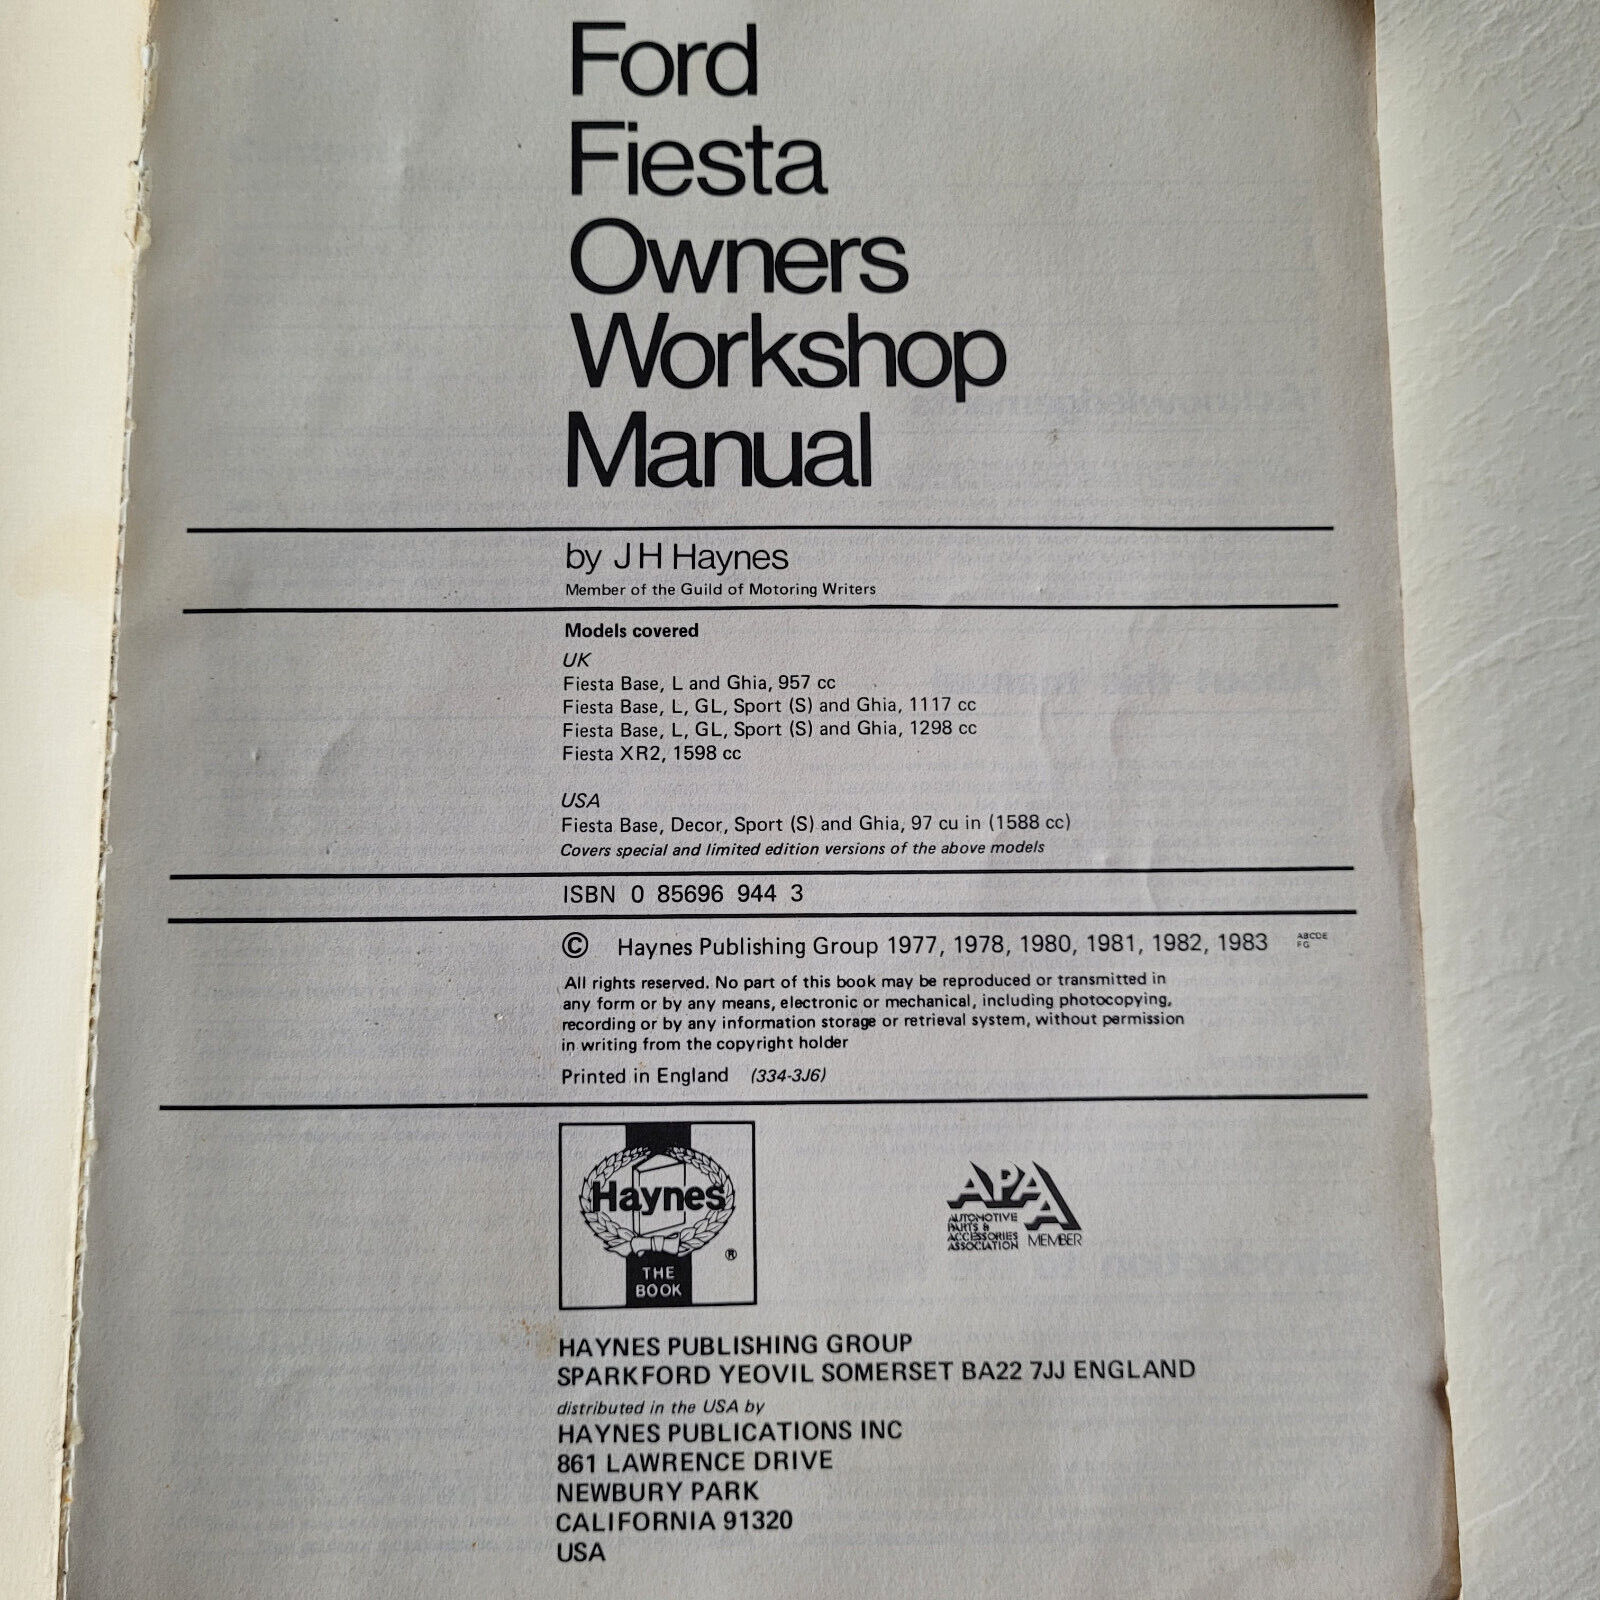 Ford
Fiesta
Owners
Workshop
Manual
by J H Haynes
Member of the Guild of Motoring Writers
Models covered
UK
Fiesta Base, L and Ghia, 957 cc
Fiesta Base, L, GL, Sport (S) and Ghia, 1117 cc
Fiesta Base, L, GL, Sport (S) and Ghia, 1298 cc
Fiesta XR2, 1598 cc
USA
Fiesta Base, Decor, Sport (S) and Ghia, 97 cu in (1588 cc)
Covers special and limited edition versions of the above models
ISBN 0 85696 944 3
© Haynes Publishing Group 1977, 1978, 1980, 1981, 1982, 1983
ABCDE
FG
All rights reserved. No part of this book may be reproduced or transmitted in
any form or by any means, electronic or mechanical, including photocopying,
recording or by any information storage or retrieval system, without permission
in writing from the copyright holder
Printed in England (334-3J6)
Haynes
®
THE
BOOK
APAA
AUTOMOTIVE
PARTS &
ACCESSORIES
ASSOCIATION MEMBER
HAYNES PUBLISHING GROUP
SPARKFORD YEOVIL SOMERSET BA22 7JJ ENGLAND
distributed in the USA by
HAYNES PUBLICATIONS INC
861 LAWRENCE DRIVE
NEWBURY PARK
CALIFORNIA 91320
USA